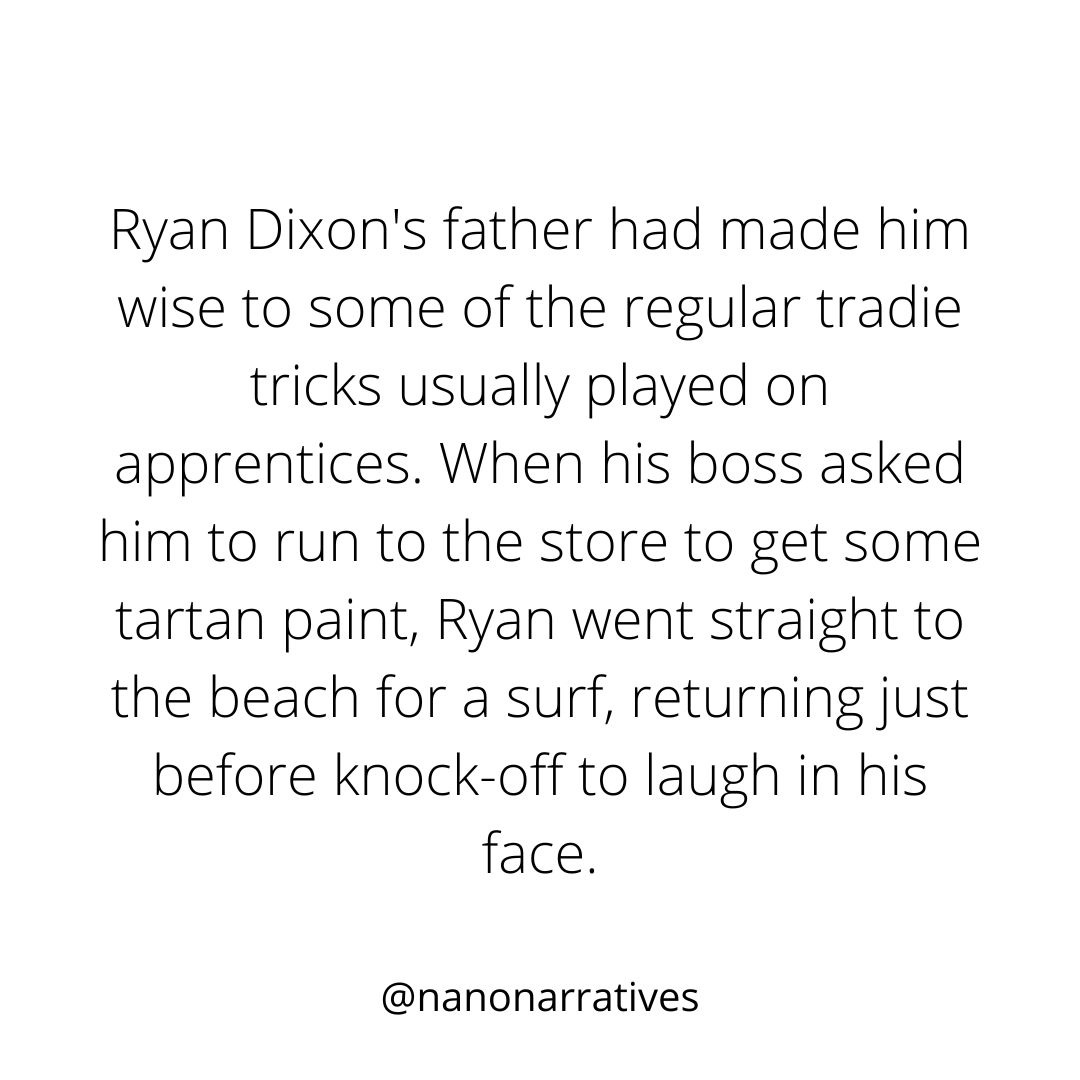 Ryan Dixon's father had made him
wise to some of the regular tradie
tricks usually played on
apprentices. When his boss asked
him to run to the store to get some
tartan paint, Ryan went straight to
the beach for a surf, returning just
before knock-off to laugh in his
face.
@nanonarratives